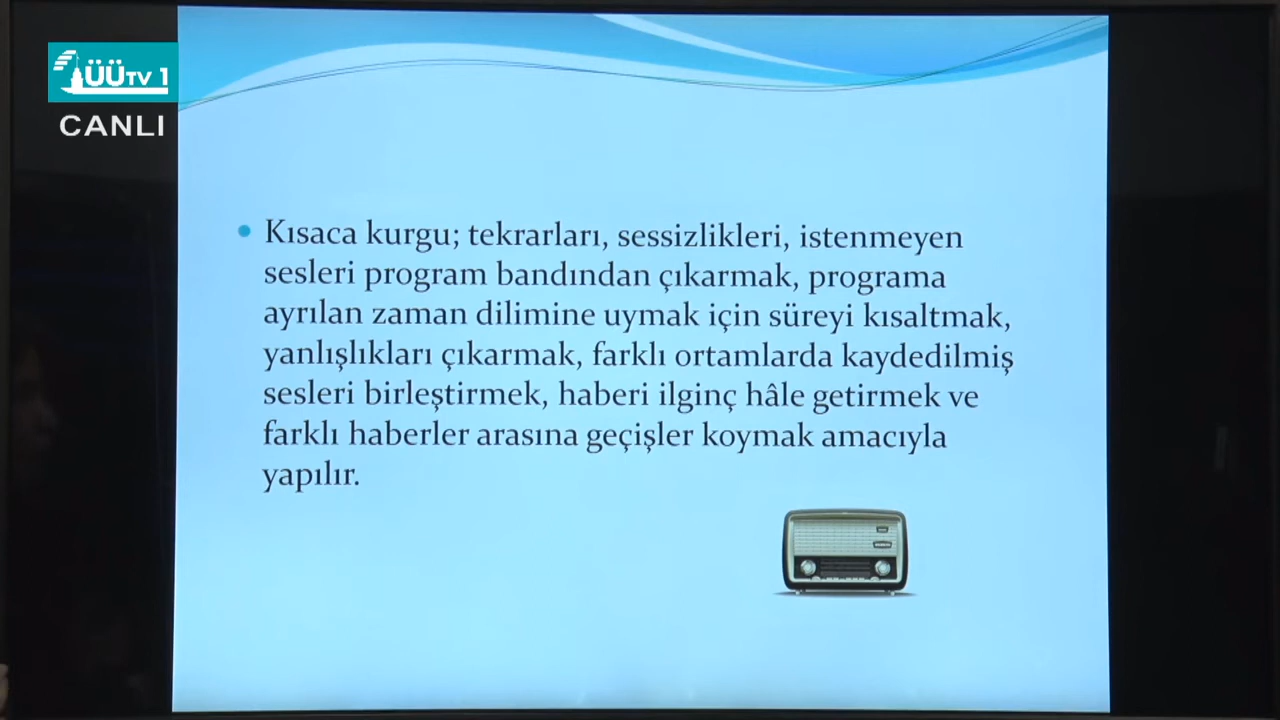 ÜÜTV 1
CANLI
• Kısaca kurgu; tekrarları, sessizlikleri, istenmeyen
sesleri program bandından çıkarmak, programa
ayrılan zaman dilimine uymak için süreyi kısaltmak,
yanlışlıkları çıkarmak, farklı ortamlarda kaydedilmiş
sesleri birleştirmek, haberi ilginç hâle getirmek ve
farklı haberler arasına geçişler koymak amacıyla
yapılır.